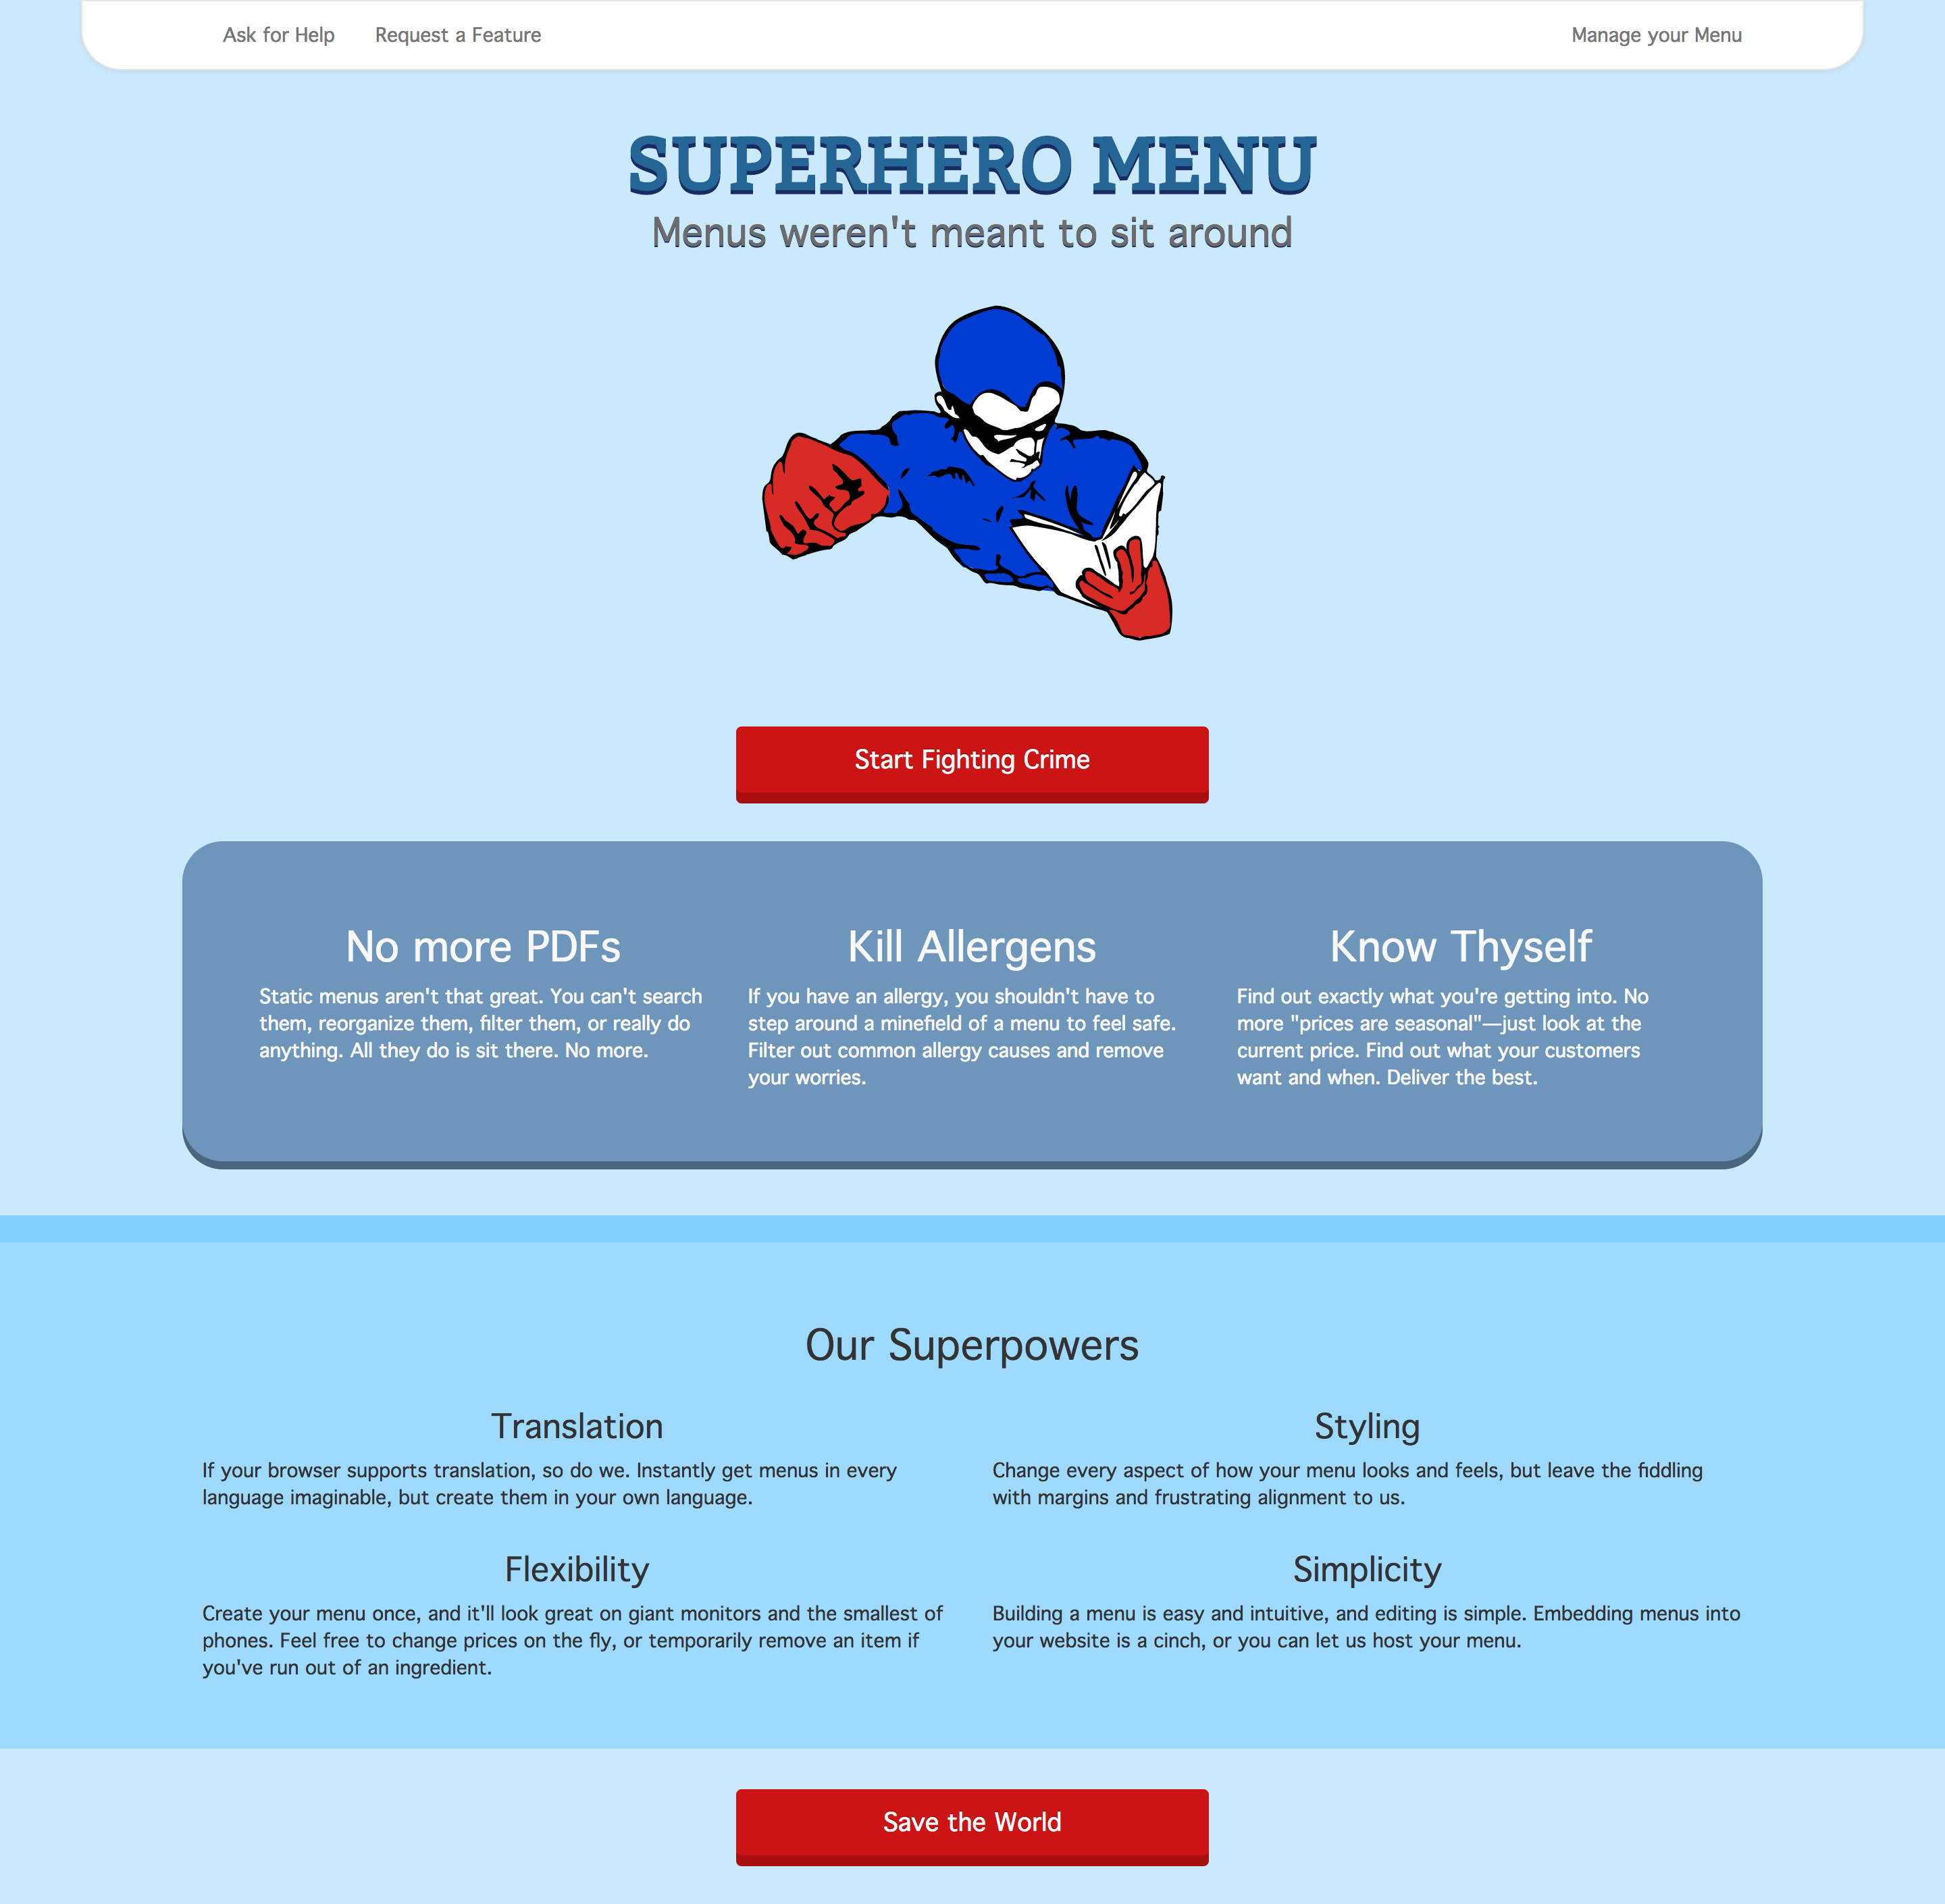 Ask for Help
Request a Feature
Manage your Menu
SUPERHERO MENU
Menus weren't meant to sit around
Start Fighting Crime
No more PDFs
Static menus aren't that great. You can't search
them, reorganize them, filter them, or really do
anything. All they do is sit there. No more.
Kill Allergens
If you have an allergy, you shouldn't have to
step around a minefield of a menu to feel safe.
Filter out common allergy causes and remove
your worries.
Know Thyself
Find out exactly what you're getting into. No
more "prices are seasonal"—just look at the
current price. Find out what your customers
want and when. Deliver the best.
Our Superpowers
Translation
If your browser supports translation, so do we. Instantly get menus in every
language imaginable, but create them in your own language.
Styling
Change every aspect of how your menu looks and feels, but leave the fiddling
with margins and frustrating alignment to us.
Flexibility
Create your menu once, and it'll look great on giant monitors and the smallest of
phones. Feel free to change prices on the fly, or temporarily remove an item if
you've run out of an ingredient.
Simplicity
Building a menu is easy and intuitive, and editing is simple. Embedding menus into
your website is a cinch, or you can let us host your menu.
Save the World